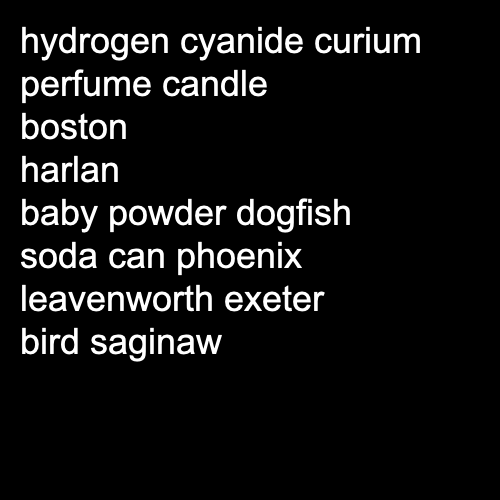 hydrogen cyanide curium
perfume candle
boston
harlan
baby powder dogfish
soda can phoenix
leavenworth exeter
bird saginaw